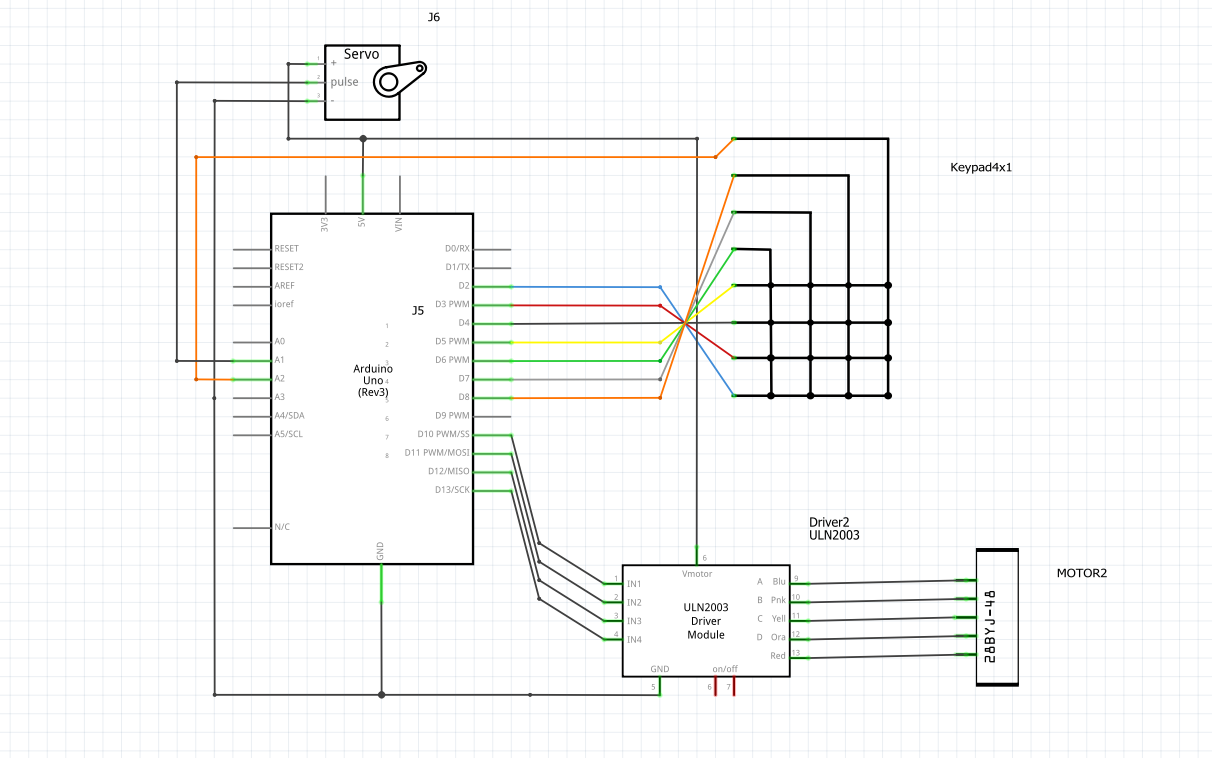 J6
Servo
1
+
2
pulse
3
-
Keypad4x1
3V3
5V
VIN
RESET
D0/RX
RESET2
D1/TX
AREF
D2
ioref
D3 PWM
J5
D4
1
A0
2
D5 PWM
A1
3
D6 PWM
Arduino
Uno
(Rev3)
A2
4
D7
A3
5
D8
A4/SDA
6
D9 PWM
A5/SCL
7
D10 PWM/SS
8
D11 PWM/MOSI
D12/MISO
D13/SCK
N/C
GND
Driver2
ULN2003
6
Vmotor
MOTOR2
1
IN1
A
Blu
9
2
IN2
B
Pnk
10
ULN2003
Driver
Module
3
IN3
C
Yell
11
4
IN4
D
Ora
12
Red
13
28BYJ-48
GND
on/off
5
6
7